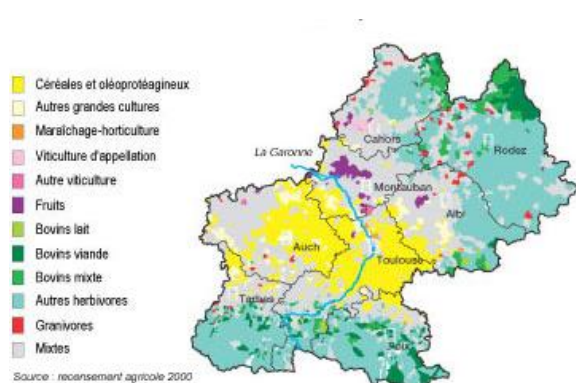 Céréales et oléoprotéagineux
Autres grandes cultures
Maraîchage-horticulture
Viticulture d'appellation
Autre viticulture
Fruits
Bovins lait
Bovins viande
Bovins mixte
Autres herbivores
Granivores
Mixtes
La Garonne
Cahors
Rodez
Montauban
Albi
Auch
Toulouse
Tarbes
Foix
Source : recensement agricole 2000